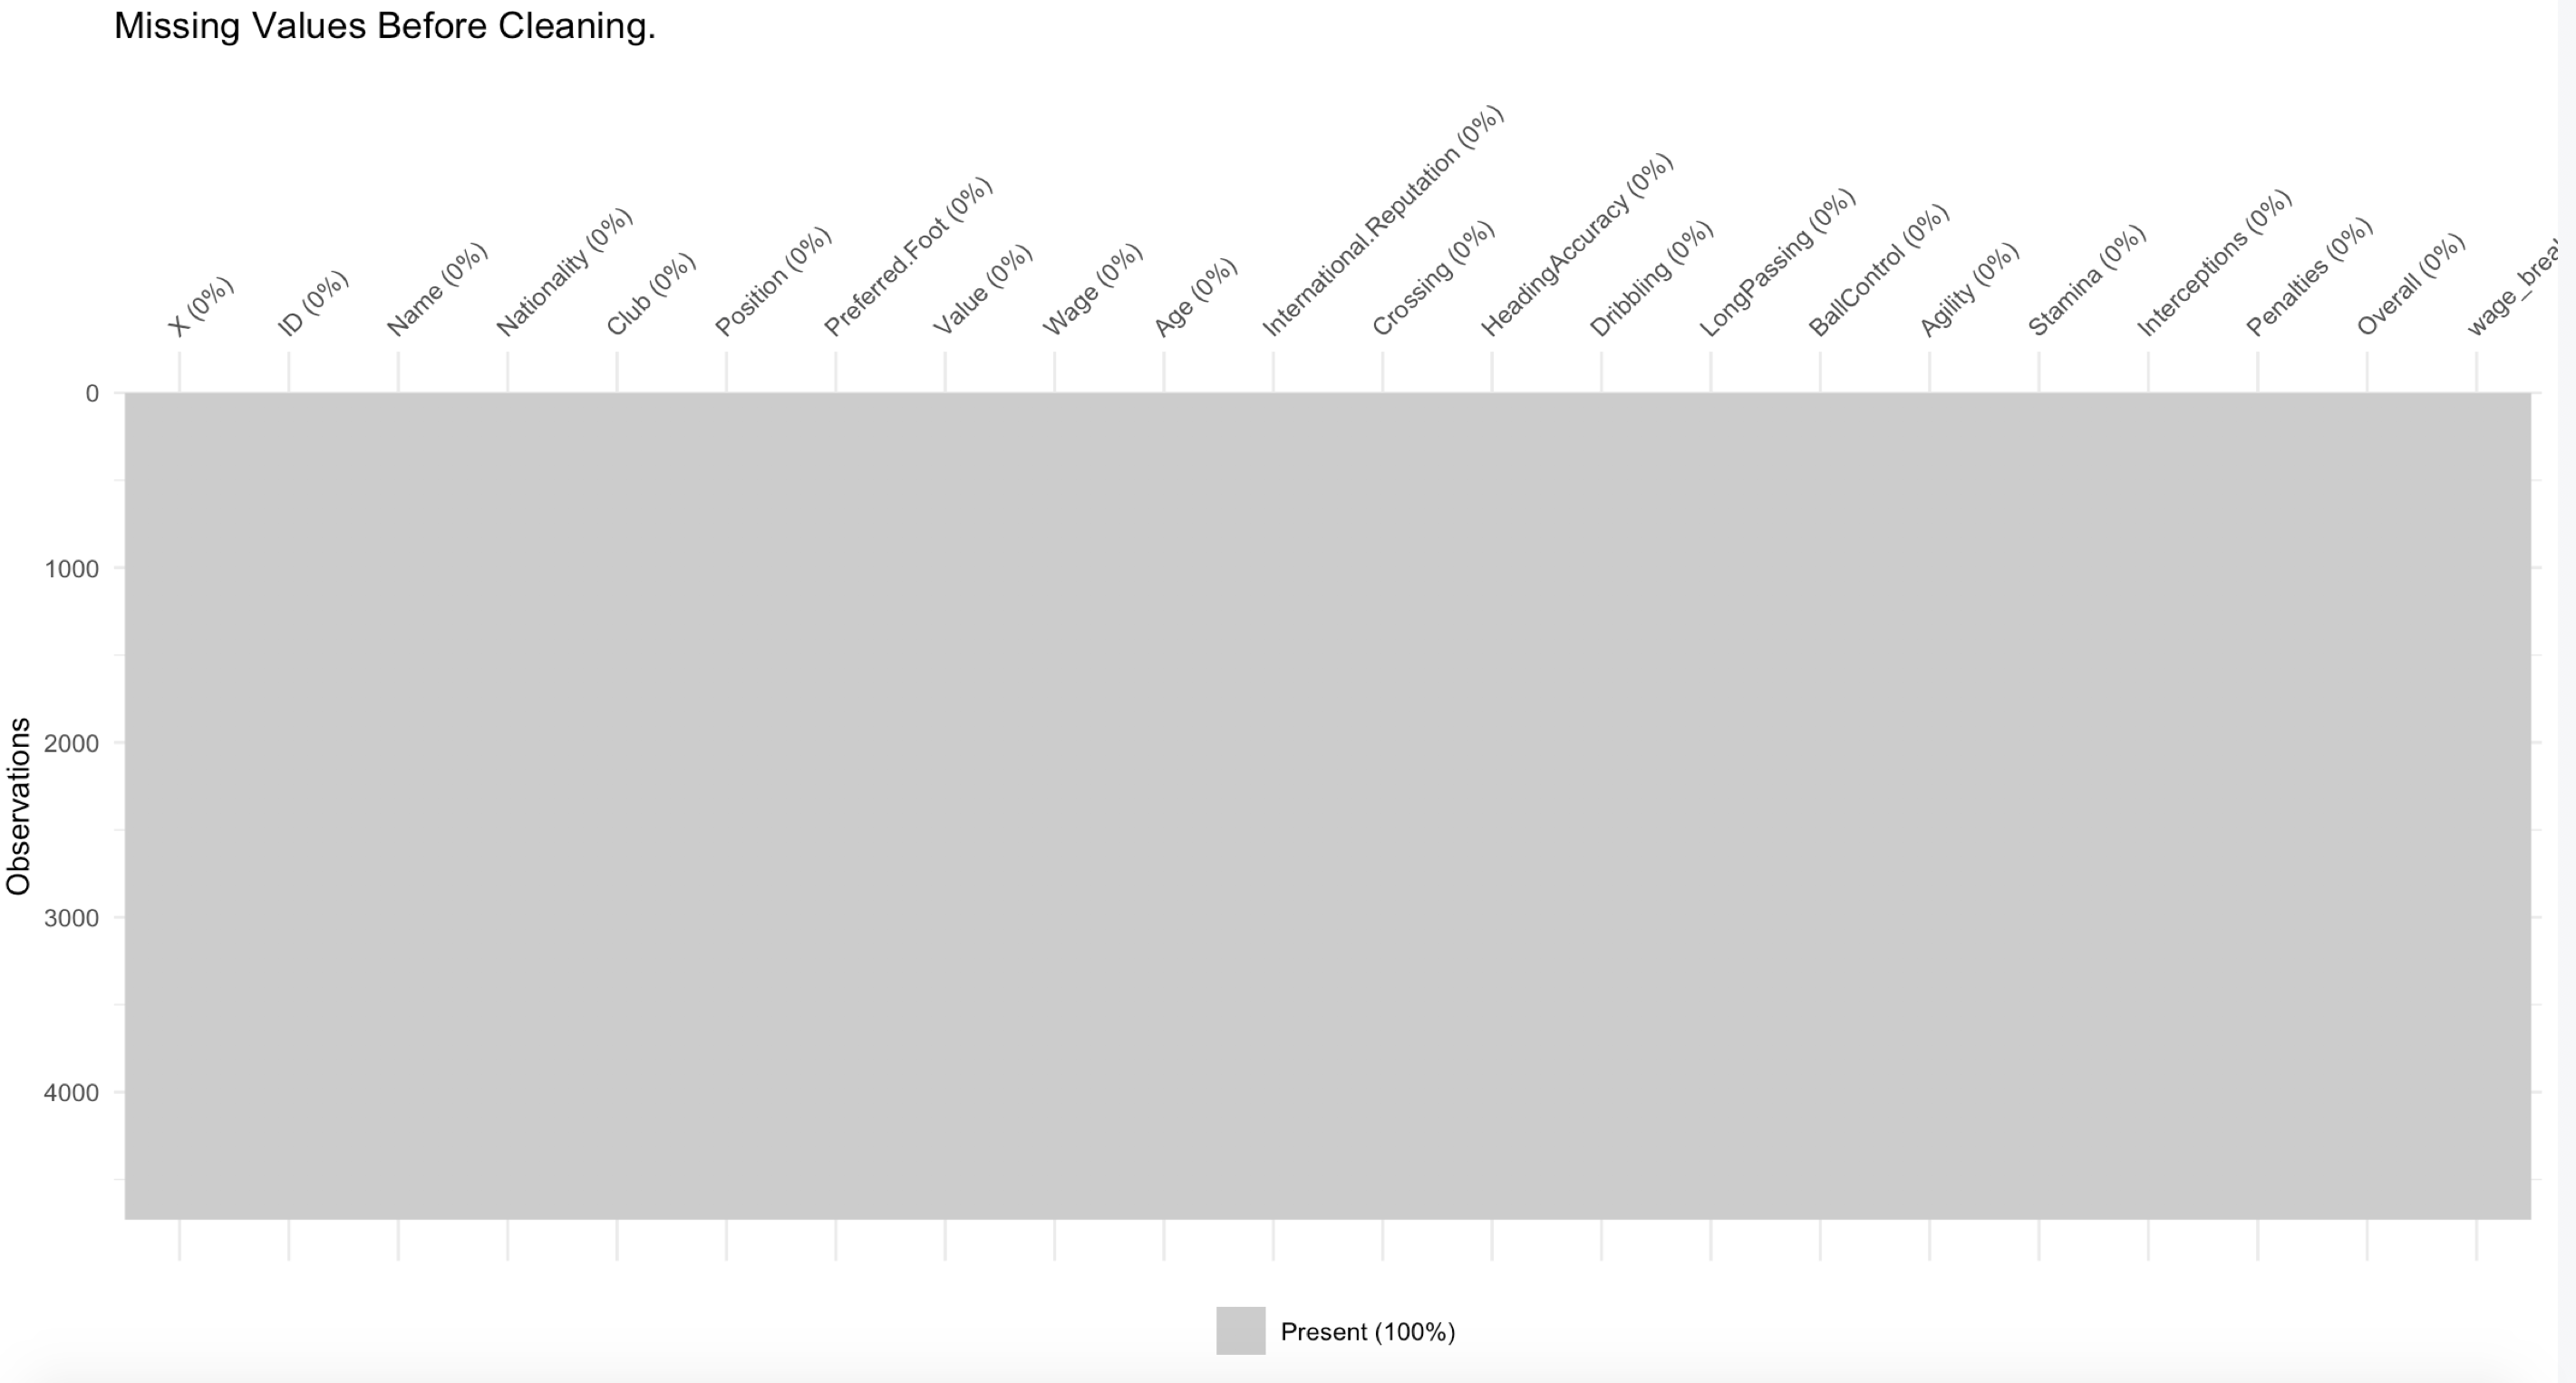 Missing Values Before Cleaning.
X (0%)
ID (0%)
Name (0%)
Nationality (0%)
Club (0%)
Position (0%)
Preferred.Foot (0%)
Value (0%)
Wage (0%)
Age (0%)
International.Reputation (0%)
Crossing (0%)
HeadingAccuracy (0%)
Dribbling (0%)
LongPassing (0%)
BallControl (0%)
Agility (0%)
Stamina (0%)
Interceptions (0%)
Penalties (0%)
Overall (0%)
0
1000
2000
3000
4000
Observations
Present (100%)